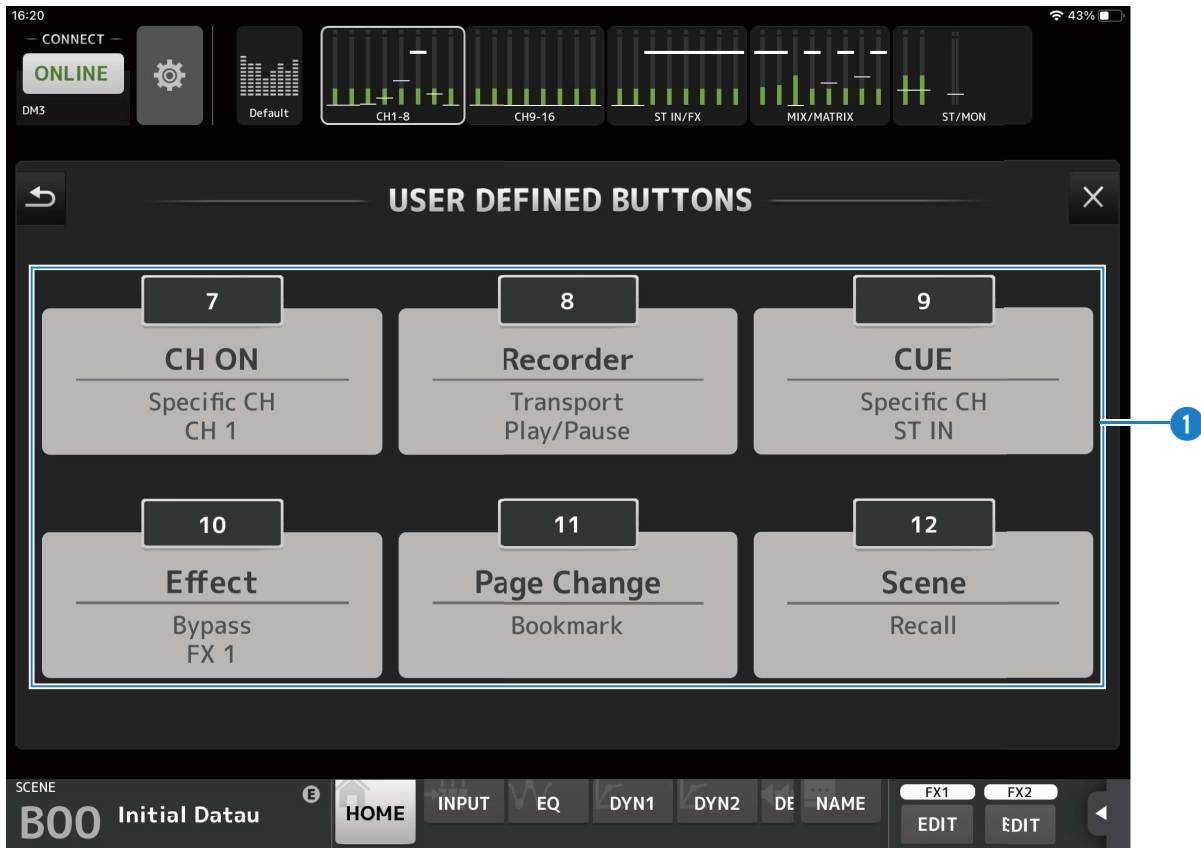 16:20
43%
CONNECT
ONLINE
DM3
Default
CH1-8
CH9-16
ST IN/FX
MIX/MATRIX
ST/MON
USER DEFINED BUTTONS
7
CH ON
Specific CH
CH 1
8
Recorder
Transport
Play/Pause
9
CUE
Specific CH
ST IN
10
Effect
Bypass
FX 1
11
Page Change
Bookmark
12
Scene
Recall
1
SCENE
B00
Initial Datau
E
HOME
INPUT
EQ
DYN1
DYN2
DE
NAME
FX1
EDIT
FX2
EDIT